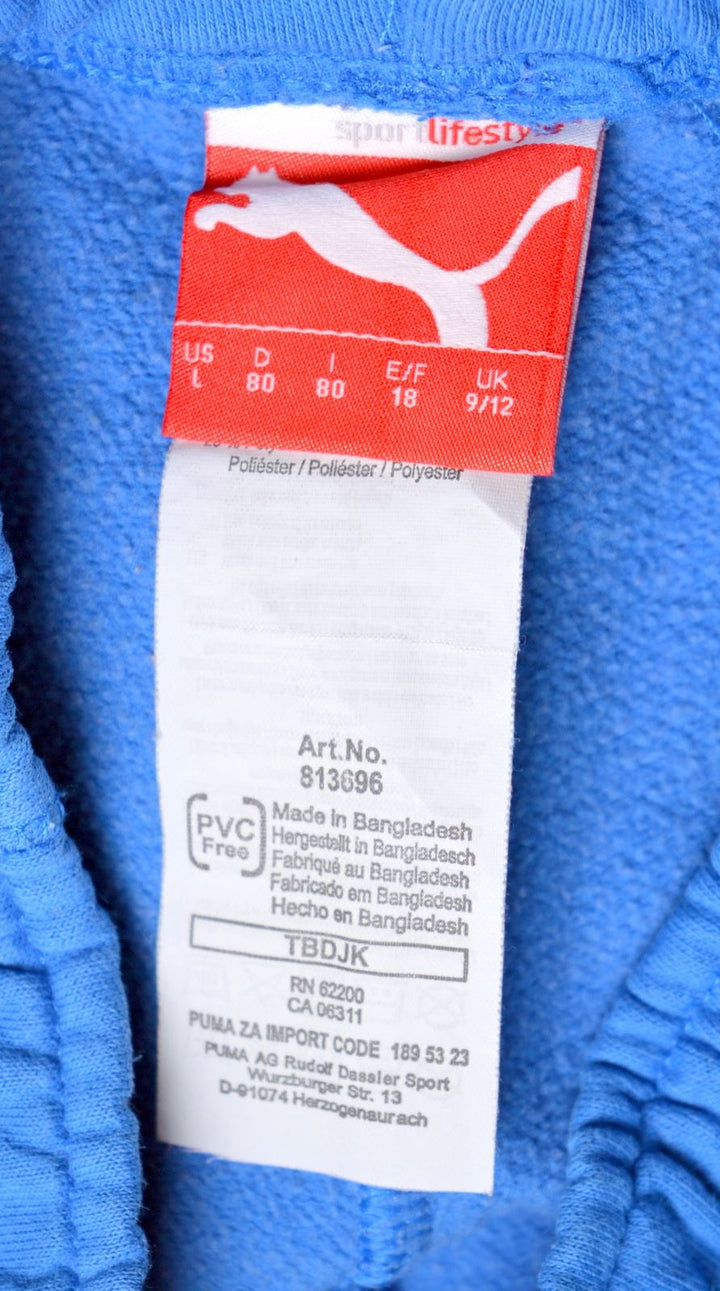 sportlifestyle
US D I E/F UK
L 80 80 18 9/12
Poliéster / Poliéster / Polyester
Art.No.
813696
PVC
Free
Made in Bangladesh
Hergestellt in Bangladesch
Fabriqué au Bangladesh
Fabricado em Bangladesh
Hecho en Bangladesh
TBDJK
RN 62200
CA 06311
PUMA ZA IMPORT CODE 189 53 23
PUMA AG Rudolf Dassler Sport
Wurzburger Str. 13
D-91074 Herzogenaurach